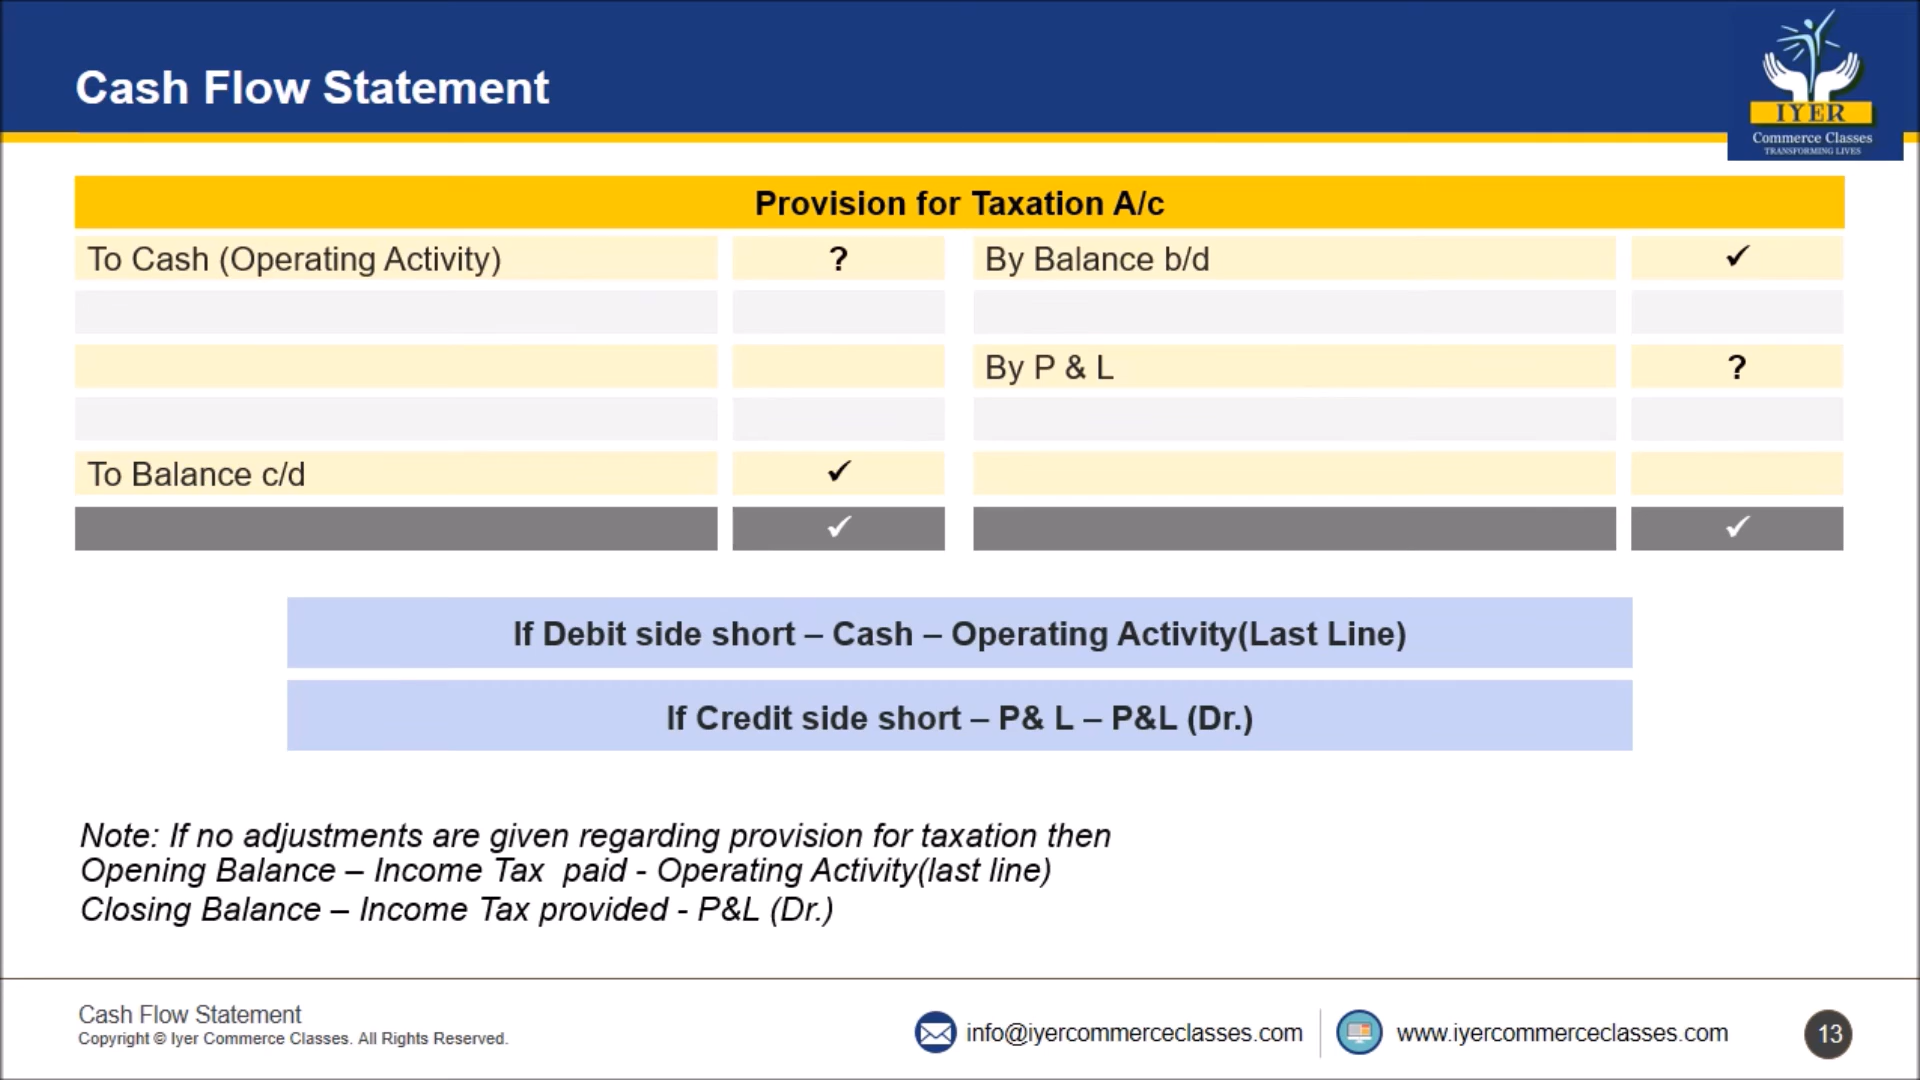 Cash Flow Statement
IYER
Commerce Classes
TRANSFORMING LIVES
Provision for Taxation A/c
To Cash (Operating Activity) ? By Balance b/d ✓
By P & L ?
To Balance c/d ✓
✓ ✓
If Debit side short – Cash – Operating Activity(Last Line)
If Credit side short – P& L – P&L (Dr.)
Note: If no adjustments are given regarding provision for taxation then
Opening Balance – Income Tax  paid - Operating Activity(last line)
Closing Balance – Income Tax provided - P&L (Dr.)
Cash Flow Statement
Copyright © Iyer Commerce Classes. All Rights Reserved.
info@iyercommerceclasses.com
www.iyercommerceclasses.com
13